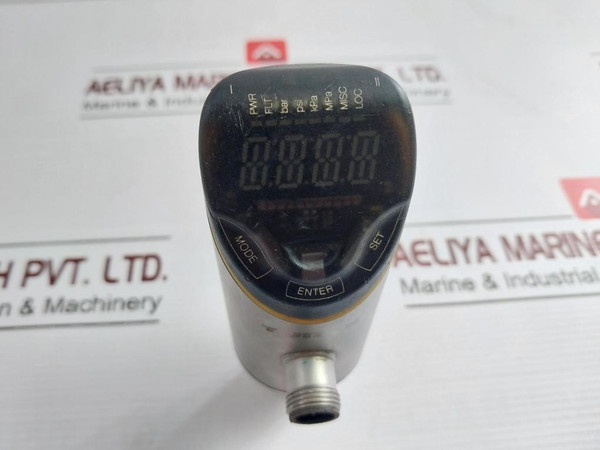 AELIYA MARINE
Marine & Industrial
PWR
FLT
bar
psi
kPa
MPa
MISC
LOC
MODE
ENTER
SET
H PVT. LTD.
n & Machinery
AELIYA MARINE
Marine & Industrial